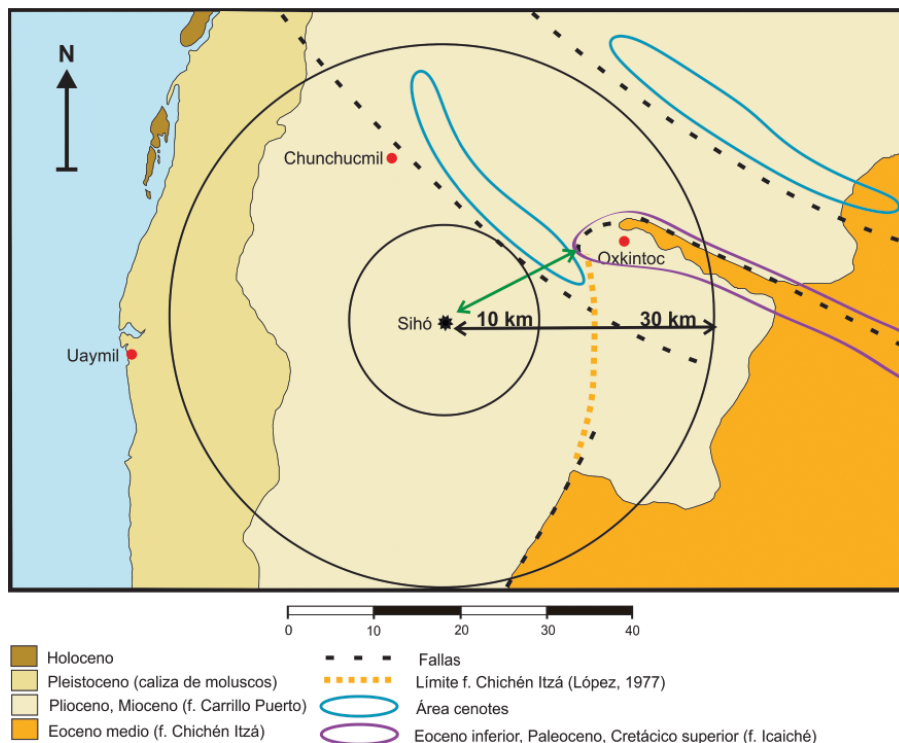 N
Chunchucmil
Oxkintoc
Sihó
10 km
30 km
Uaymil
0 10 20 30 40
Holoceno
Pleistoceno (caliza de moluscos)
Plioceno, Mioceno (f. Carrillo Puerto)
Eoceno medio (f. Chichén Itzá)
Fallas
Límite f. Chichén Itzá (López, 1977)
Área cenotes
Eoceno inferior, Paleoceno, Cretácico superior (f. Icaiché)